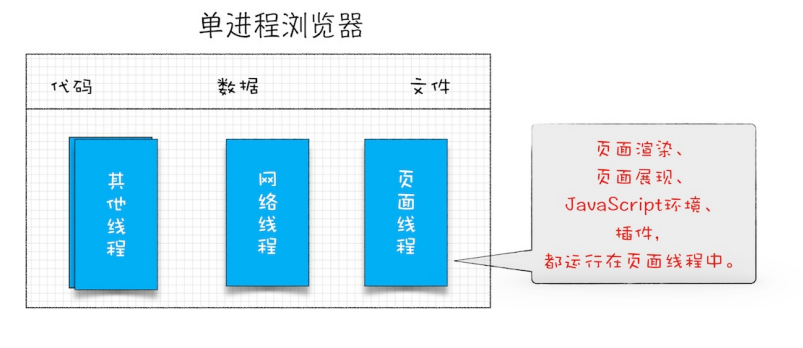 单进程浏览器
代码 数据 文件
其他线程
网络线程
页面线程
页面渲染、
页面展现、
JavaScript环境、
插件,
都运行在页面线程中。